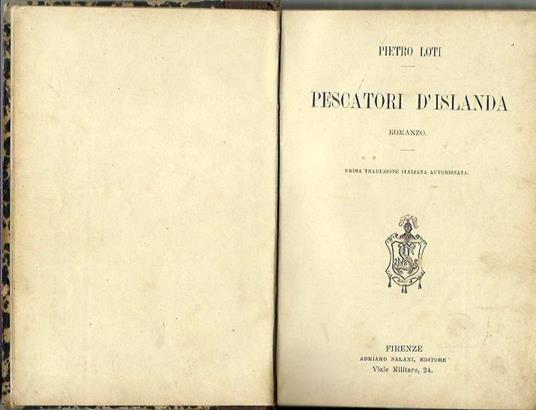 PIETRO LOTI
PESCATORI D'ISLANDA
ROMANZO.
PRIMA TRADUZIONE ITALIANA AUTORIZZATA.
FIRENZE
ADRIANO SALANI, EDITORE
Viale Militare, 24.